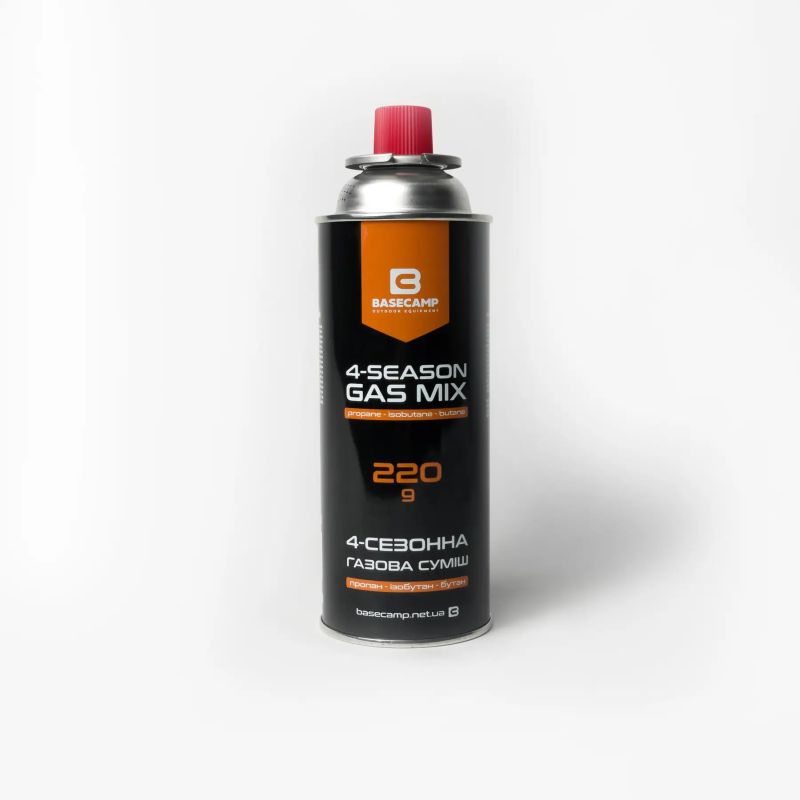 BASECAMP
OUTDOOR EQUIPMENT
4-SEASON
GAS MIX
propane - isobutane - butane
220
g
4-СЕЗОННА
ГАЗОВА СУМІШ
пропан - ізобутан - бутан
basecamp.net.ua